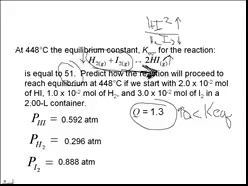 At 448°C the equilibrium constant, Keq for the reaction:
H2(g) + I2(g) ... 2HI(g)
is equal to 51. Predict how the reaction will proceed to
reach equilibrium at 448°C if we start with 2.0 x 10-2 mol
of HI, 1.0 x 10-2 mol of H2, and 3.0 x 10-2 mol of I2 in a
2.00-L container.
Q = 1.3
Q < Keq
PHI = 0.592 atm
PH2 = 0.296 atm
PI2 = 0.888 atm